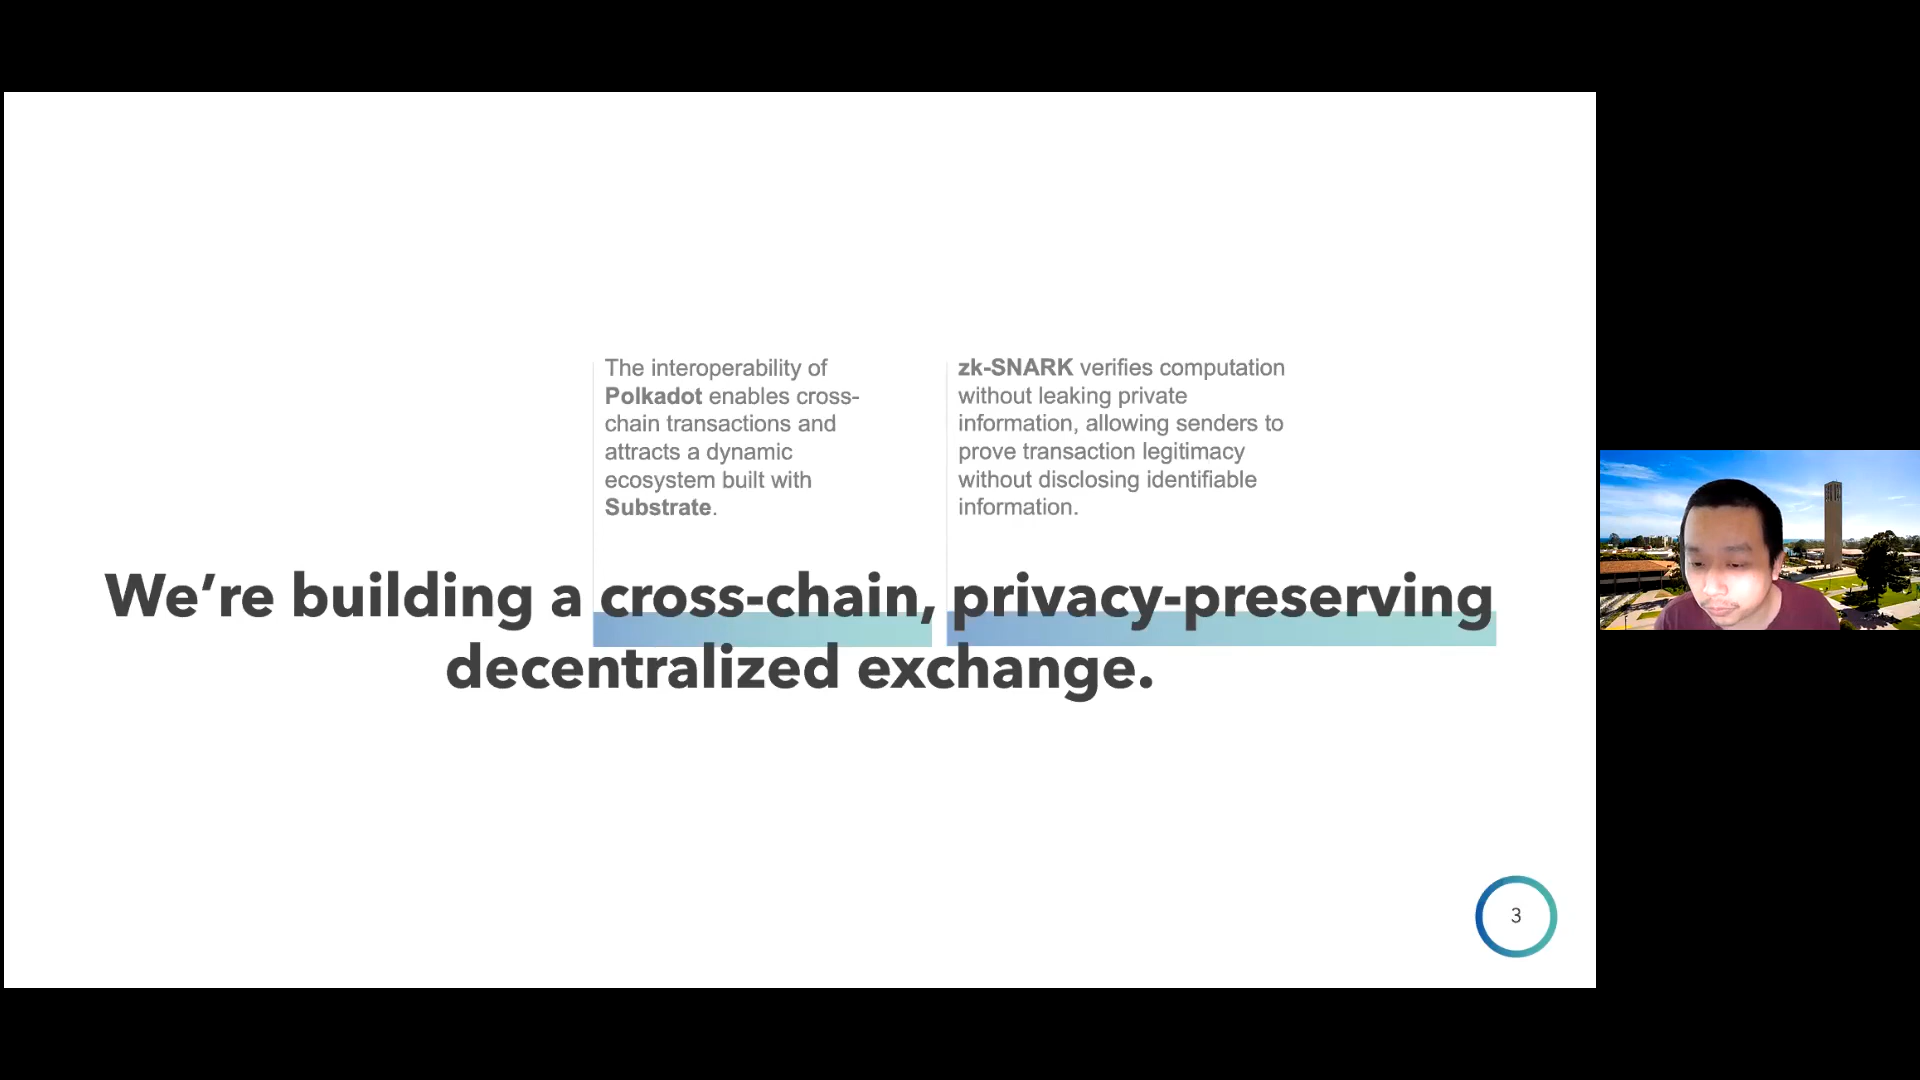 The interoperability of
Polkadot enables cross-
chain transactions and
attracts a dynamic
ecosystem built with
Substrate.
zk-SNARK verifies computation
without leaking private
information, allowing senders to
prove transaction legitimacy
without disclosing identifiable
information.
We’re building a cross-chain, privacy-preserving
decentralized exchange.
3